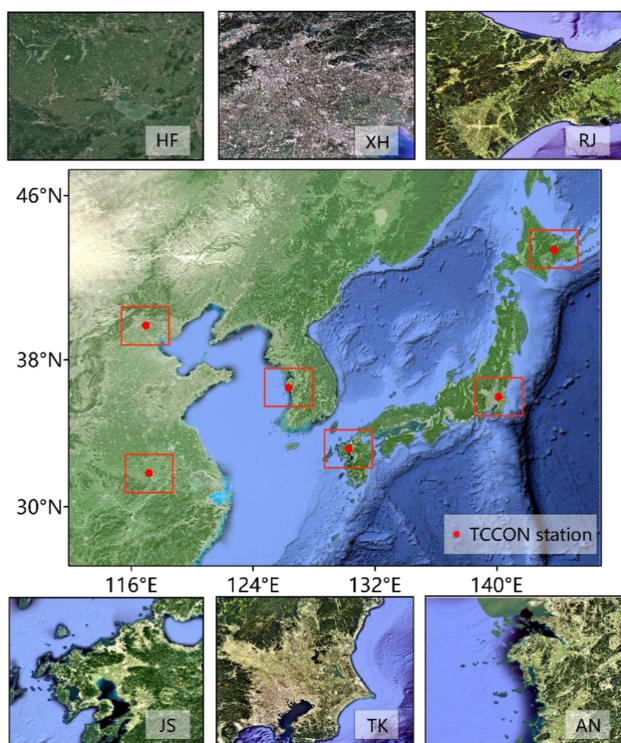 HF
XH
RJ
46°N
38°N
30°N
TCCON station
116°E
124°E
132°E
140°E
JS
TK
AN